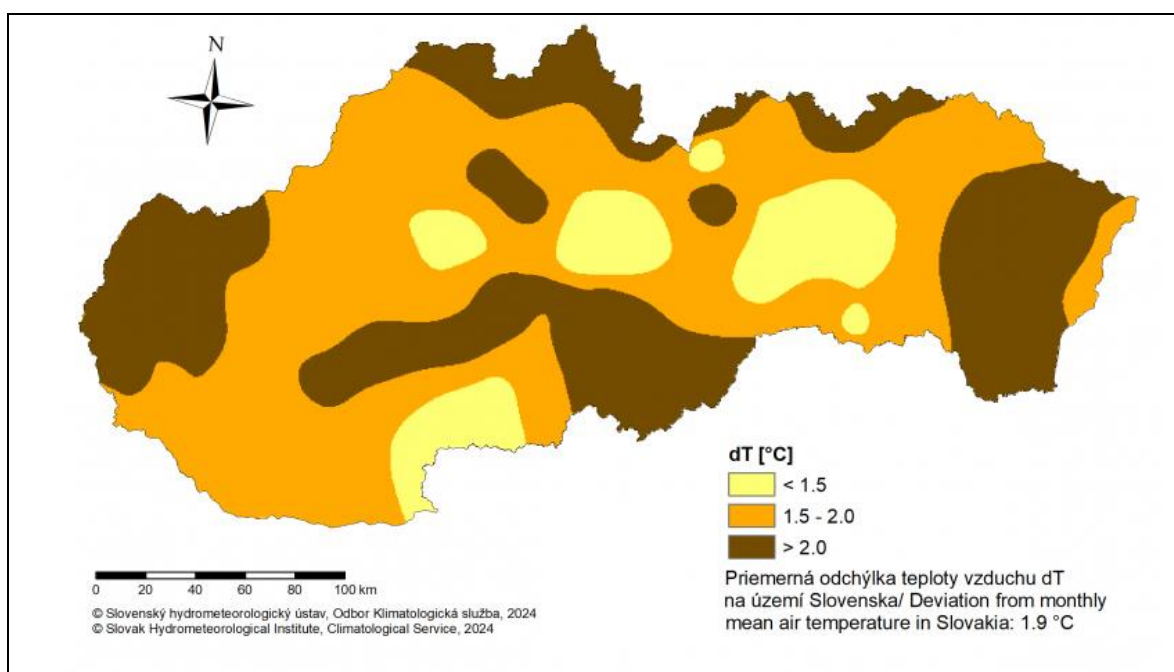 N
dT [°C]
< 1.5
1.5 - 2.0
> 2.0
Priemerná odchýlka teploty vzduchu dT
na území Slovenska/ Deviation from monthly
mean air temperature in Slovakia: 1.9 °C
0 20 40 60 80 100 km
© Slovenský hydrometeorologický ústav, Odbor Klimatologická služba, 2024
© Slovak Hydrometeorological Institute, Climatological Service, 2024